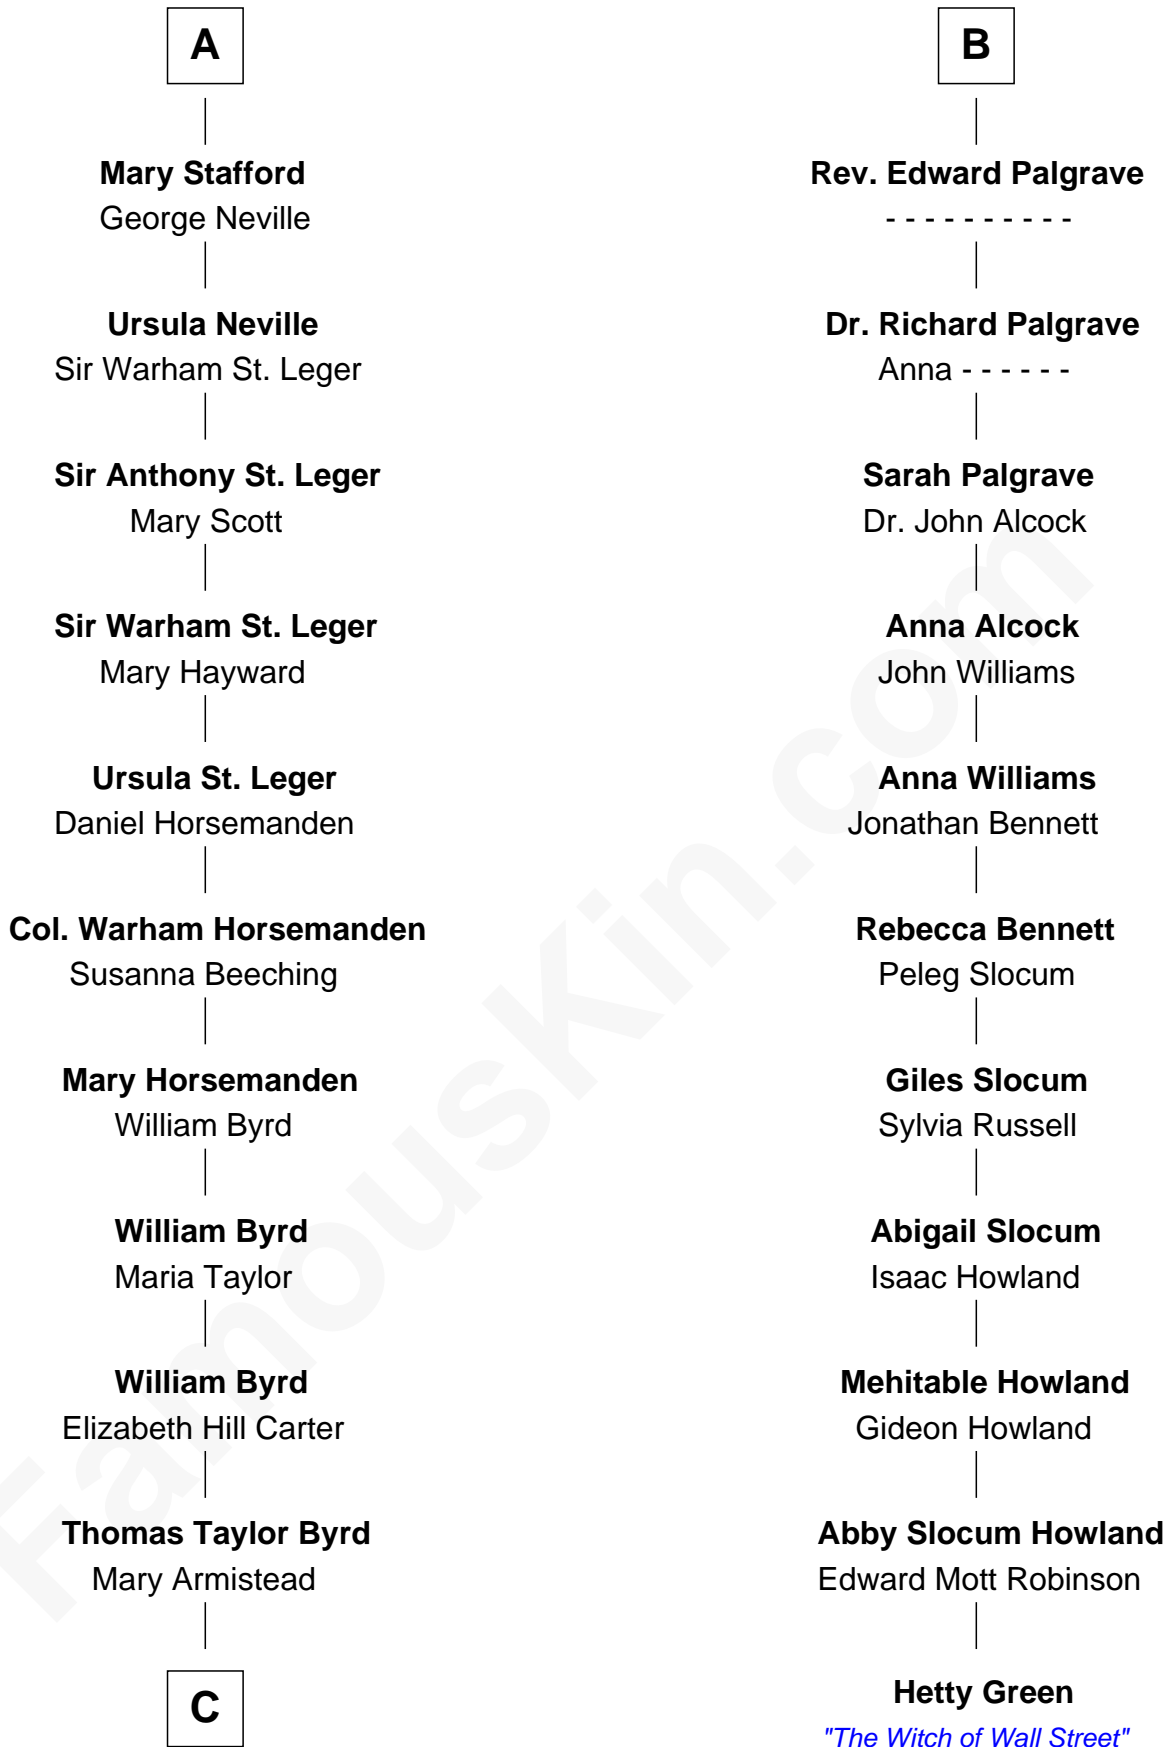 A
Mary Stafford
George Neville
Ursula Neville
Sir Warham St. Leger
Sir Anthony St. Leger
Mary Scott
Sir Warham St. Leger
Mary Hayward
Ursula St. Leger
Daniel Horsemanden
Col. Warham Horsemanden
Susanna Beeching
Mary Horsemanden
William Byrd
William Byrd
Maria Taylor
William Byrd
Elizabeth Hill Carter
Thomas Taylor Byrd
Mary Armistead
C
B
Rev. Edward Palgrave
- - - - - - - - - -
Dr. Richard Palgrave
Anna - - - - - -
Sarah Palgrave
Dr. John Alcock
Anna Alcock
John Williams
Anna Williams
Jonathan Bennett
Rebecca Bennett
Peleg Slocum
Giles Slocum
Sylvia Russell
Abigail Slocum
Isaac Howland
Mehitable Howland
Gideon Howland
Abby Slocum Howland
Edward Mott Robinson
Hetty Green
"The Witch of Wall Street"
FamousKin.com